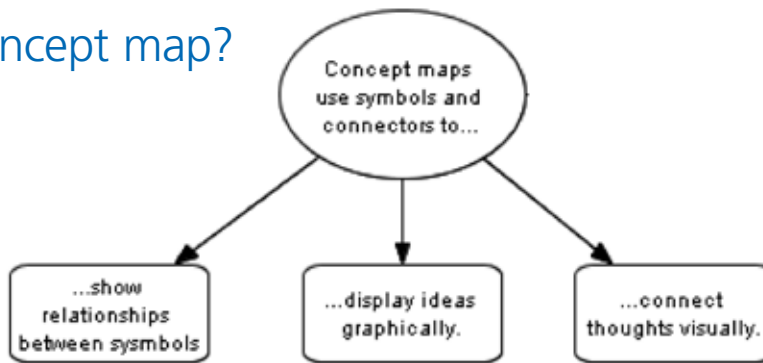 ncept map?
Concept maps
use symbols and
connectors to...
...show
relationships
between sysmbols
...display ideas
graphically.
...connect
thoughts visually.